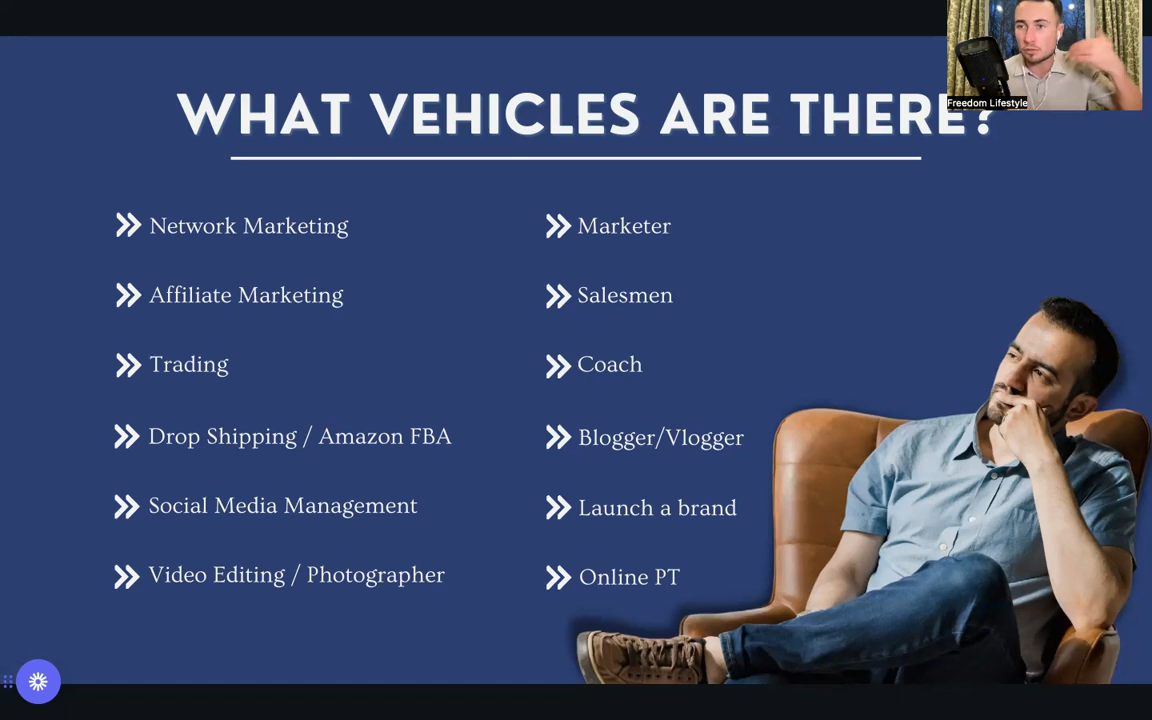 WHAT VEHICLES ARE THERE?
Freedom Lifestyle
Network Marketing
Affiliate Marketing
Trading
Drop Shipping / Amazon FBA
Social Media Management
Video Editing / Photographer
Marketer
Salesmen
Coach
Blogger/Vlogger
Launch a brand
Online PT